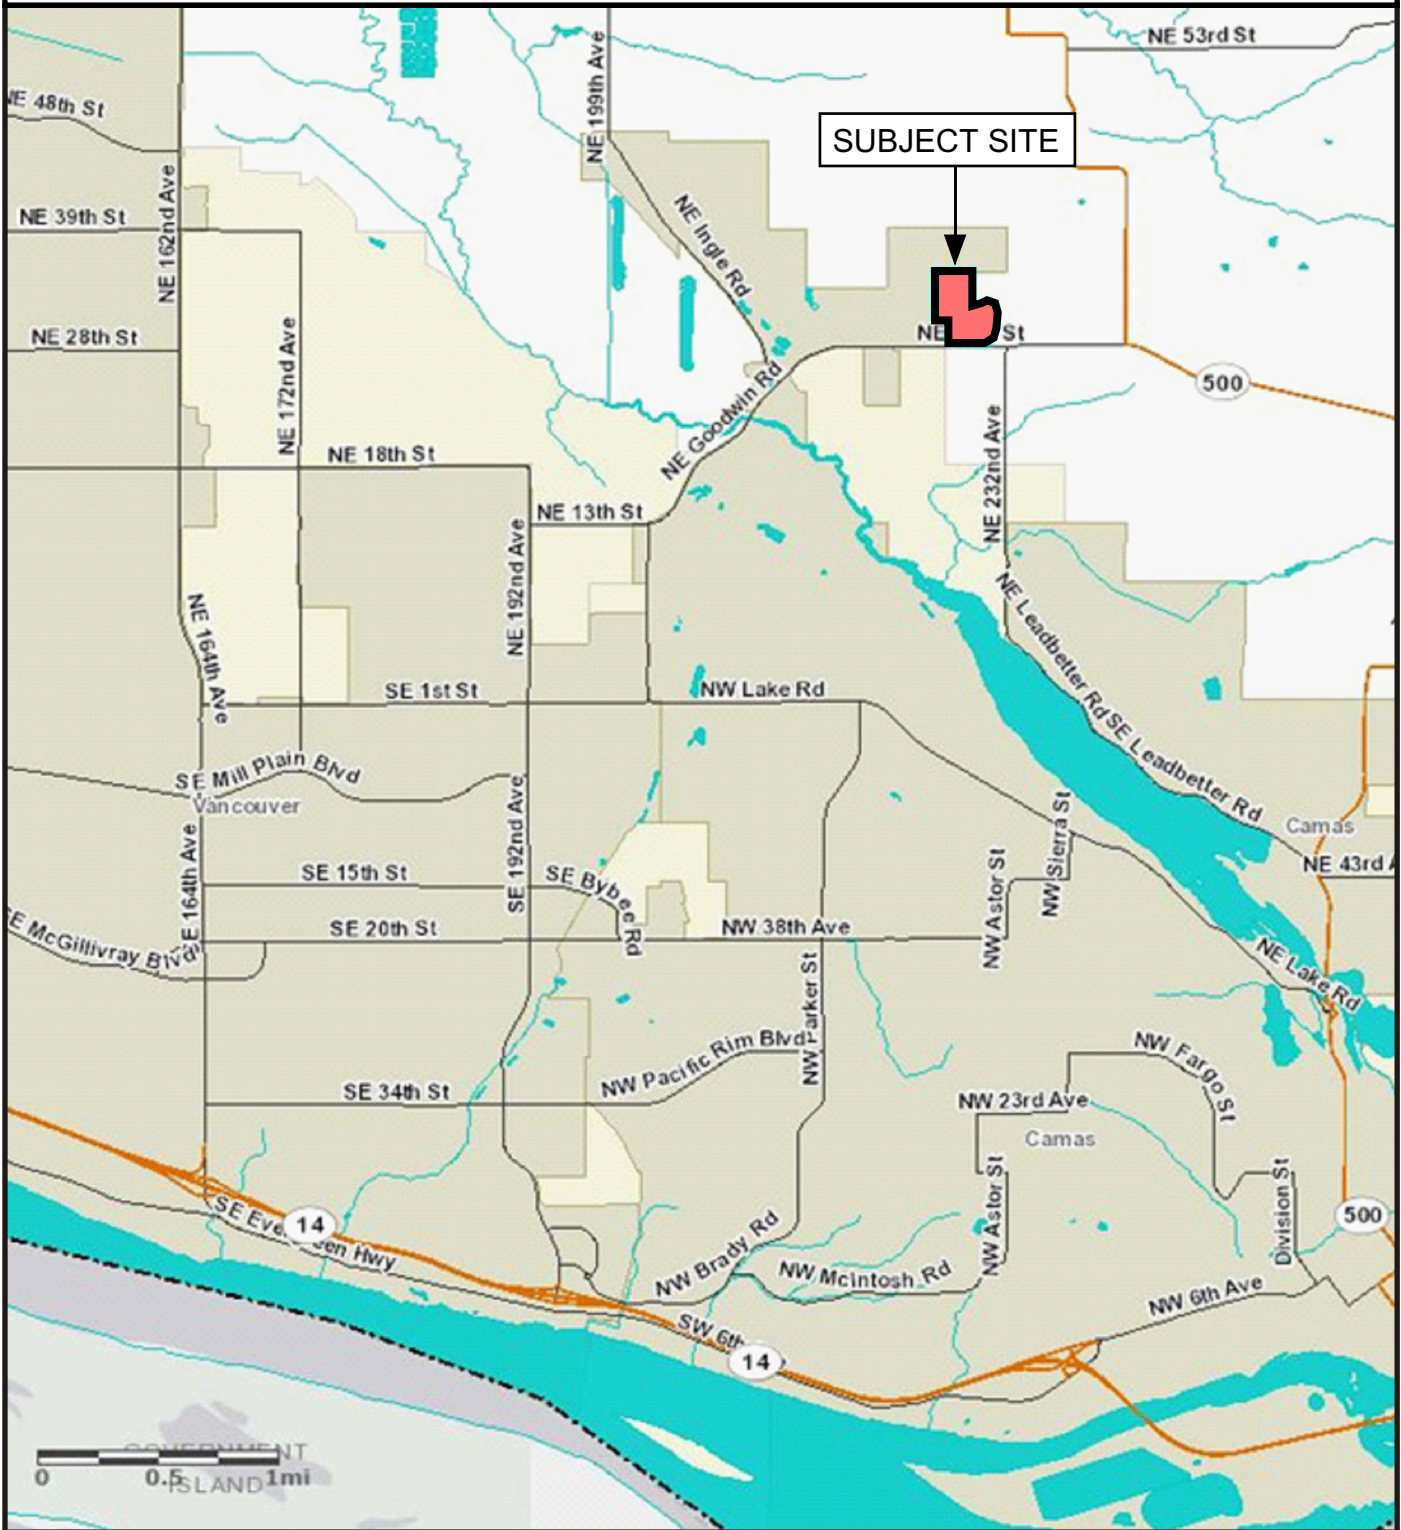 NE 53rd St
NE 48th St
NE 199th Ave
SUBJECT SITE
NE 162nd Ave
NE 39th St
NE Ingle Rd
NE 28th St
NE St
NE 172nd Ave
500
NE Goodwin Rd
NE 232nd Ave
NE 18th St
NE 13th St
NE 192nd Ave
NE 164th Ave
NE Leadbetter Rd
SE 1st St
NW Lake Rd
SE Leadbetter Rd
SE Mill Plain Blvd
Vancouver
SE 192nd Ave
NW Sierra St
Camas
SE 164th Ave
NE 43rd A
SE 15th St
SE Bybee Rd
NW Astor St
SE McGillivray Blvd
SE 20th St
NW 38th Ave
NE Lake Rd
NW Parker St
NW Pacific Rim Blvd
NW Fargo St
SE 34th St
NW 23rd Ave
Camas
NW Astor St
Division St
SE Eve een Hwy
14
500
NW Brady Rd
NW McIntosh Rd
NW 6th Ave
SW 6th
14
GOVERNMENT
ISLAND
0 0.5 1mi